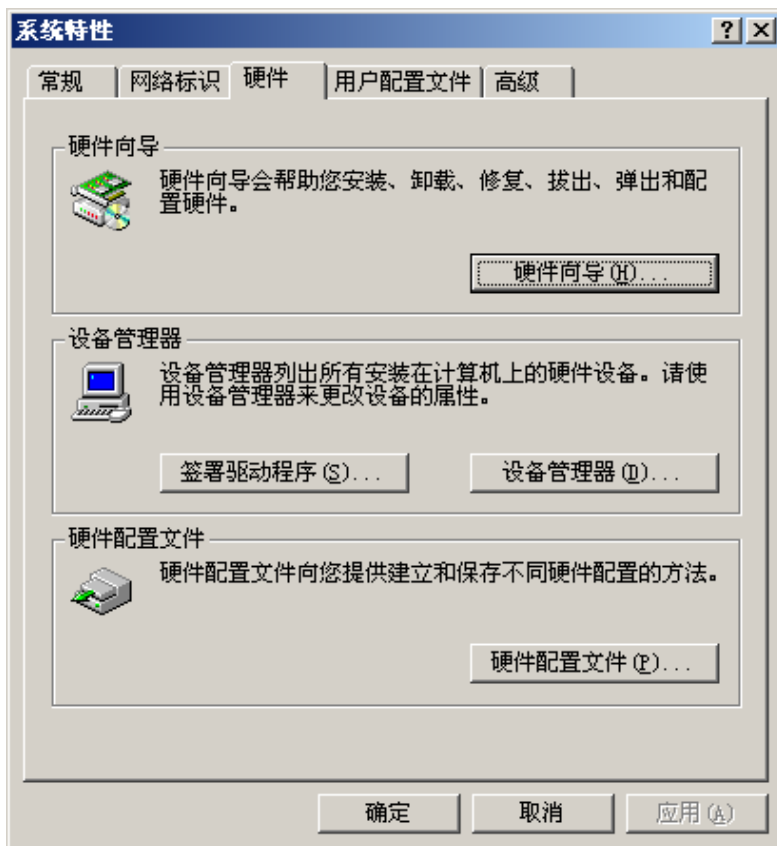 系统特性
常规 网络标识 硬件 用户配置文件 高级
硬件向导
硬件向导会帮助您安装、卸载、修复、拔出、弹出和配
置硬件。
硬件向导(H)...
设备管理器
设备管理器列出所有安装在计算机上的硬件设备。请使
用设备管理器来更改设备的属性。
签署驱动程序(S)... 设备管理器(D)...
硬件配置文件
硬件配置文件向您提供建立和保存不同硬件配置的方法。
硬件配置文件(P)...
确定 取消 应用(A)